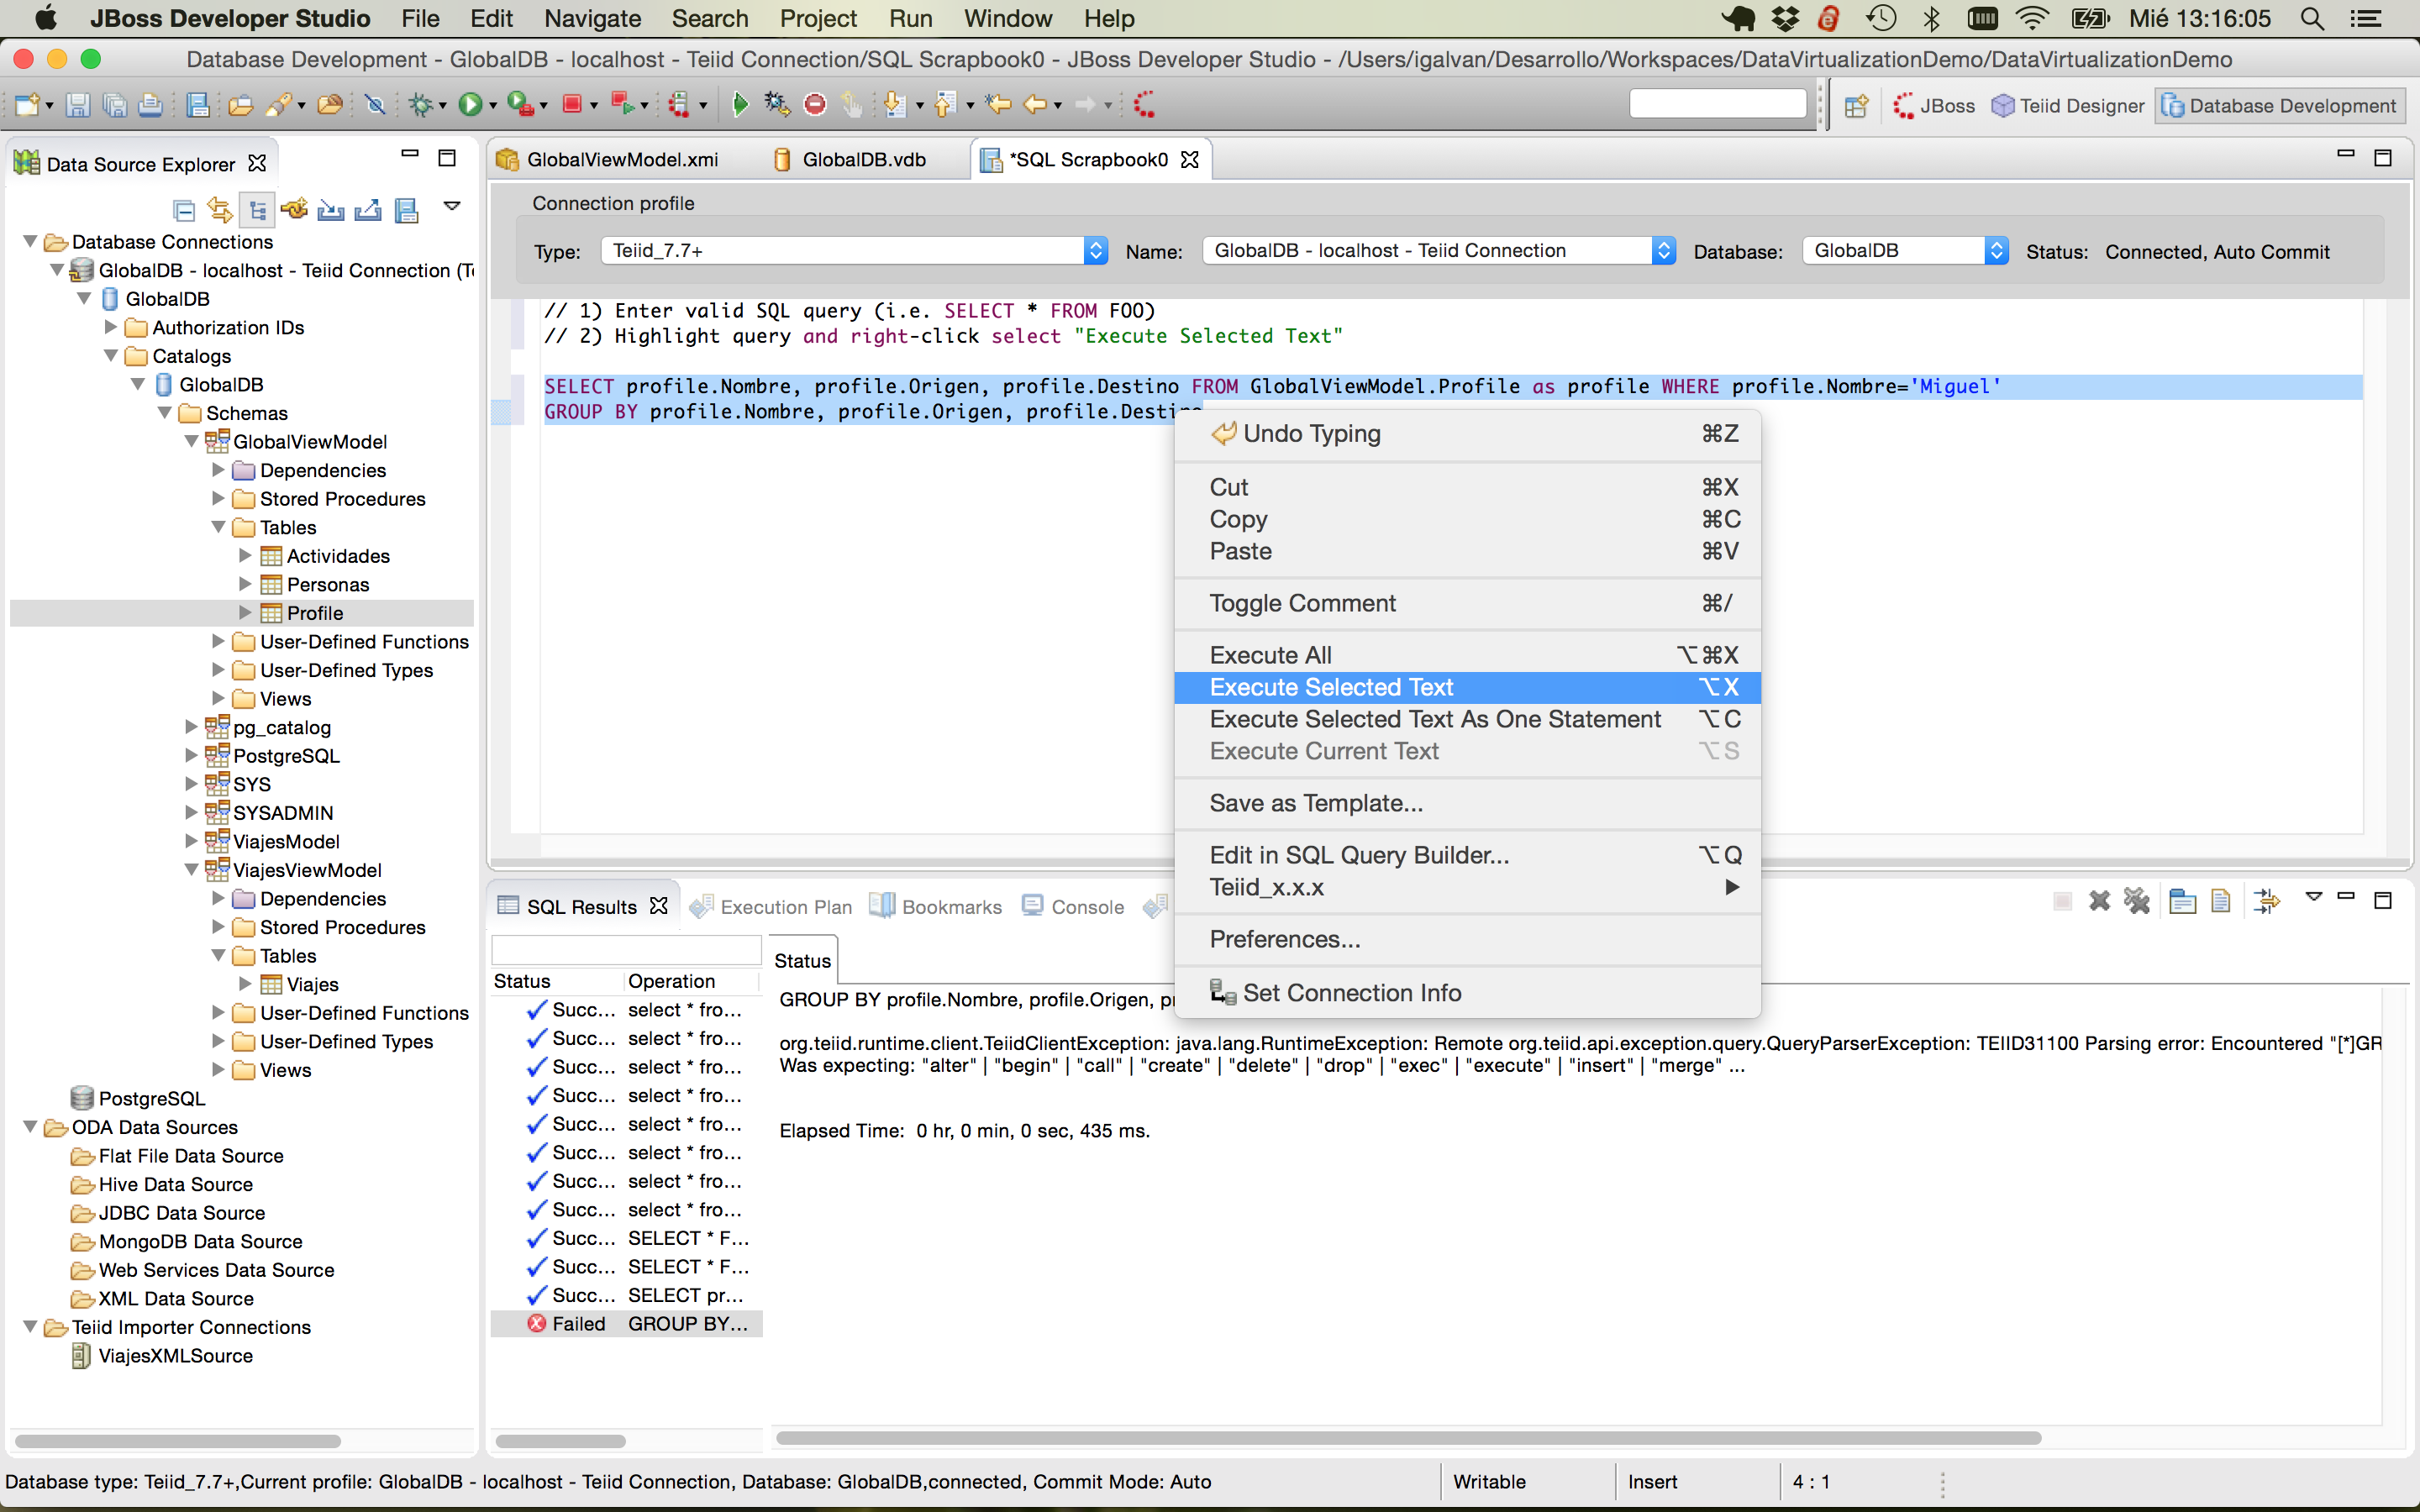 JBoss Developer Studio File Edit Navigate Search Project Run Window Help Mié 13:16:05
Database Development - GlobalDB - localhost - Teiid Connection/SQL Scrapbook0 - JBoss Developer Studio - /Users/igalvan/Desarrollo/Workspaces/DataVirtualizationDemo/DataVirtualizationDemo
JBoss Teiid Designer Database Development
Data Source Explorer
Database Connections
GlobalDB - localhost - Teiid Connection (T
GlobalDB
Authorization IDs
Catalogs
GlobalDB
Schemas
GlobalViewModel
Dependencies
Stored Procedures
Tables
Actividades
Personas
Profile
User-Defined Functions
User-Defined Types
Views
pg_catalog
PostgreSQL
SYS
SYSADMIN
ViajesModel
ViajesViewModel
Dependencies
Stored Procedures
Tables
Viajes
User-Defined Functions
User-Defined Types
Views
PostgreSQL
ODA Data Sources
Flat File Data Source
Hive Data Source
JDBC Data Source
MongoDB Data Source
Web Services Data Source
XML Data Source
Teiid Importer Connections
ViajesXMLSource
GlobalViewModel.xmi GlobalDB.vdb *SQL Scrapbook0
Connection profile
Type: Teiid_7.7+ Name: GlobalDB - localhost - Teiid Connection Database: GlobalDB Status: Connected, Auto Commit
// 1) Enter valid SQL query (i.e. SELECT * FROM FOO)
// 2) Highlight query and right-click select "Execute Selected Text"
SELECT profile.Nombre, profile.Origen, profile.Destino FROM GlobalViewModel.Profile as profile WHERE profile.Nombre='Miguel'
GROUP BY profile.Nombre, profile.Origen, profile.Destino
Undo Typing ⌘Z
Cut ⌘X
Copy ⌘C
Paste ⌘V
Toggle Comment ⌘/
Execute All ⌥⌘X
Execute Selected Text ⌥X
Execute Selected Text As One Statement ⌥C
Execute Current Text ⌥S
Save as Template...
Edit in SQL Query Builder... ⌥Q
Teiid_x.x.x
Preferences...
Set Connection Info
SQL Results Execution Plan Bookmarks Console
Status Operation
Succ... select * fro...
Succ... select * fro...
Succ... select * fro...
Succ... select * fro...
Succ... select * fro...
Succ... select * fro...
Succ... select * fro...
Succ... select * fro...
Succ... SELECT * F...
Succ... SELECT * F...
Succ... SELECT pr...
Failed GROUP BY...
Status
GROUP BY profile.Nombre, profile.Origen, p
org.teiid.runtime.client.TeiidClientException: java.lang.RuntimeException: Remote org.teiid.api.exception.query.QueryParserException: TEIID31100 Parsing error: Encountered "[*]GR
Was expecting: "alter" | "begin" | "call" | "create" | "delete" | "drop" | "exec" | "execute" | "insert" | "merge" ...
Elapsed Time: 0 hr, 0 min, 0 sec, 435 ms.
Database type: Teiid_7.7+,Current profile: GlobalDB - localhost - Teiid Connection, Database: GlobalDB,connected, Commit Mode: Auto Writable Insert 4 : 1